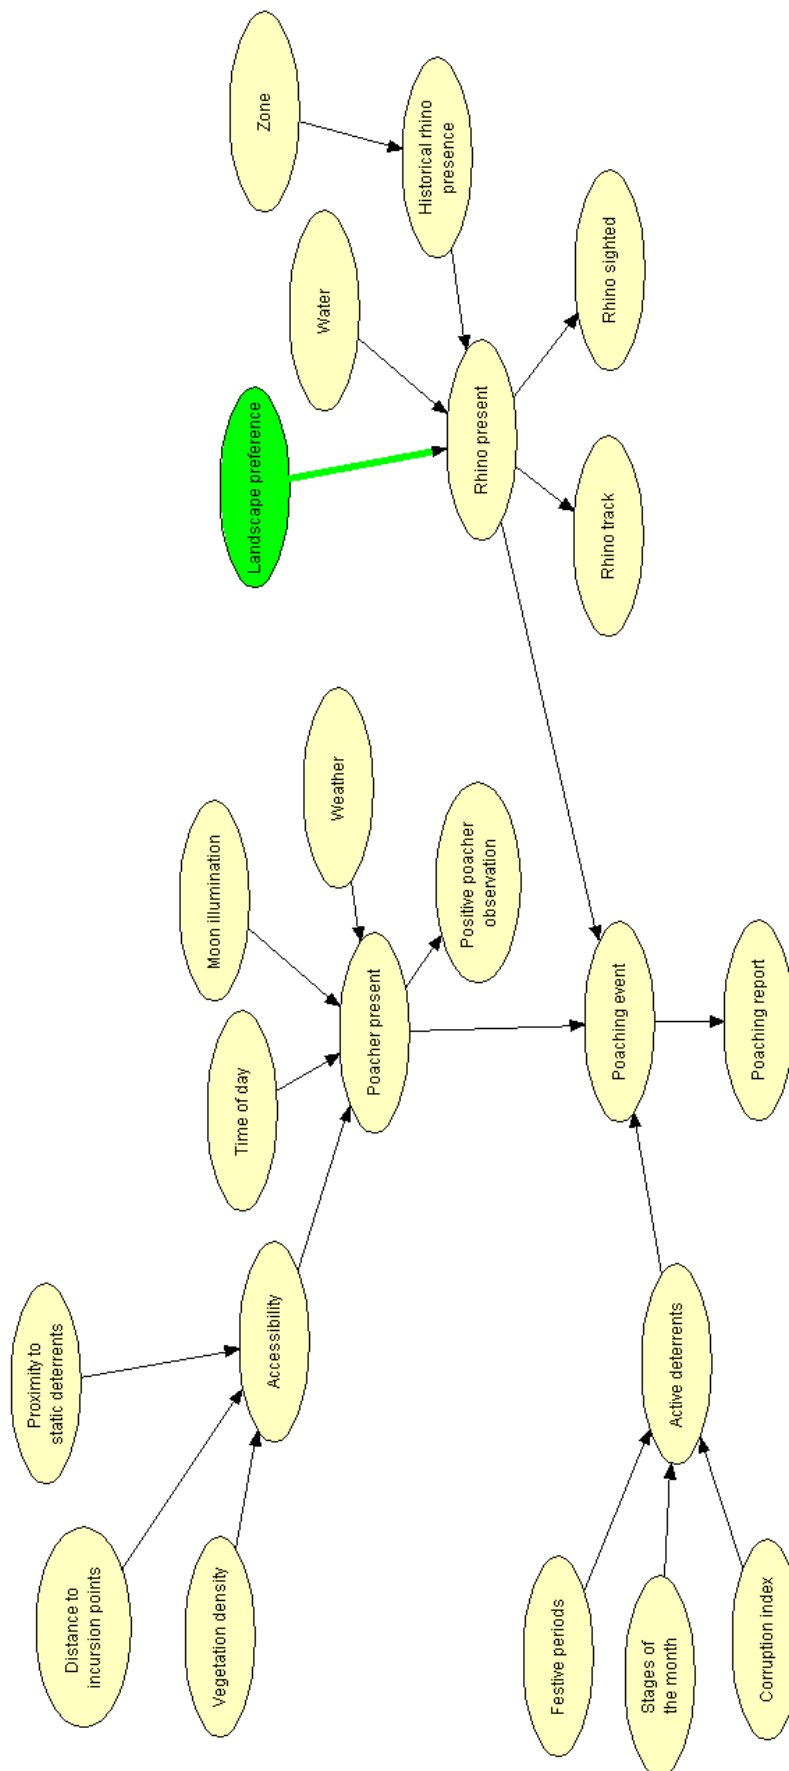 Proximity to
static deterrents
Distance to
incursion points
Vegetation density
Time of day
Moon illumination
Landscape preference
Zone
Accessibility
Weather
Water
Poacher present
Historical rhino
presence
Positive poacher
observation
Rhino present
Festive periods
Poaching event
Rhino track
Rhino sighted
Stages of
the month
Active deterrents
Corruption index
Poaching report